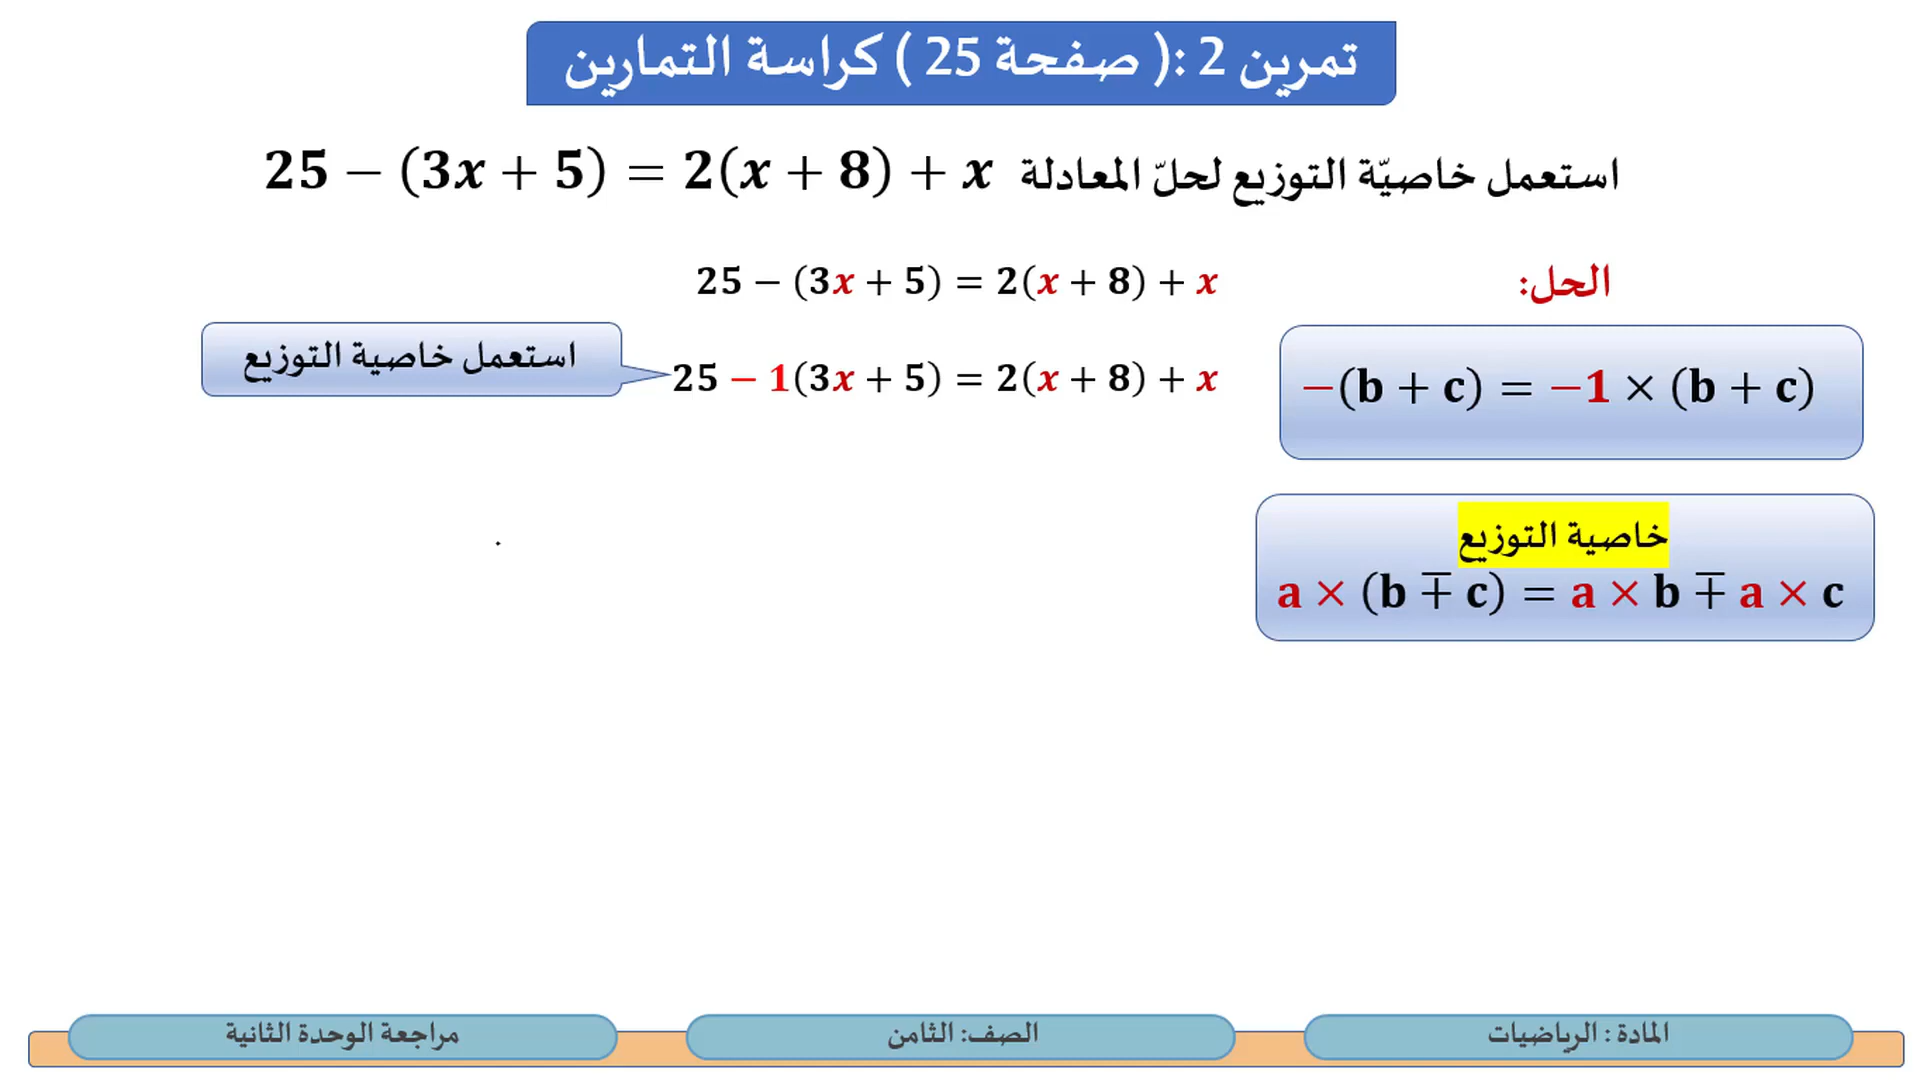 تمرين 2 :( صفحة 25 ) كراسة التمارين
استعمل خاصيّة التوزيع لحلّ المعادلة 25 − (3x + 5) = 2(x + 8) + x
الحل:
25 − (3x + 5) = 2(x + 8) + x
استعمل خاصية التوزيع
25 − 1(3x + 5) = 2(x + 8) + x
−(b + c) = −1 × (b + c)
خاصية التوزيع
a × (b ∓ c) = a × b ∓ a × c
المادة : الرياضيات
الصف: الثامن
مراجعة الوحدة الثانية